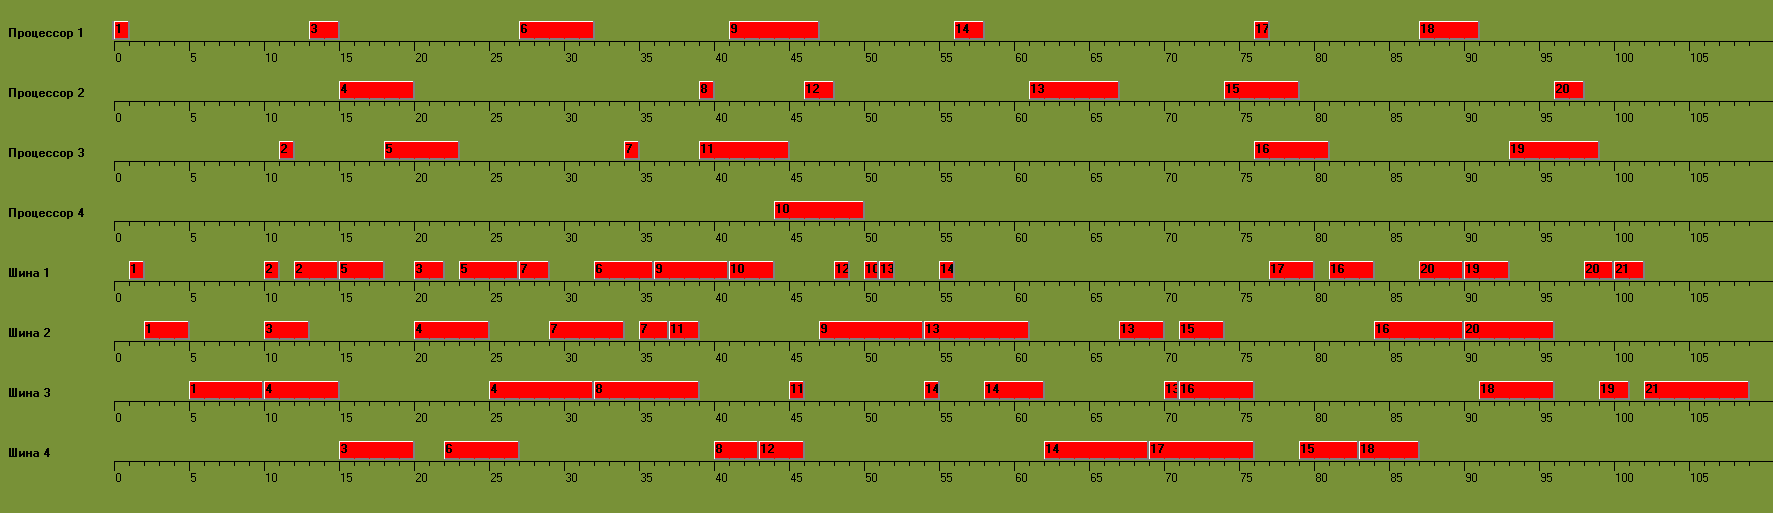 Процессор 1 1 3 6 9 14 17 18
0 5 10 15 20 25 30 35 40 45 50 55 60 65 70 75 80 85 90 95 100 105
Процессор 2 4 8 12 13 15 20
0 5 10 15 20 25 30 35 40 45 50 55 60 65 70 75 80 85 90 95 100 105
Процессор 3 2 5 7 11 16 19
0 5 10 15 20 25 30 35 40 45 50 55 60 65 70 75 80 85 90 95 100 105
Процессор 4 10
0 5 10 15 20 25 30 35 40 45 50 55 60 65 70 75 80 85 90 95 100 105
Шина 1 1 2 2 5 3 5 7 6 9 10 12 10 13 14 17 16 20 19 20 21
0 5 10 15 20 25 30 35 40 45 50 55 60 65 70 75 80 85 90 95 100 105
Шина 2 1 3 4 7 7 11 9 13 13 15 16 20
0 5 10 15 20 25 30 35 40 45 50 55 60 65 70 75 80 85 90 95 100 105
Шина 3 1 4 4 8 11 14 14 13 16 18 19 21
0 5 10 15 20 25 30 35 40 45 50 55 60 65 70 75 80 85 90 95 100 105
Шина 4 3 6 8 12 14 17 15 18
0 5 10 15 20 25 30 35 40 45 50 55 60 65 70 75 80 85 90 95 100 105